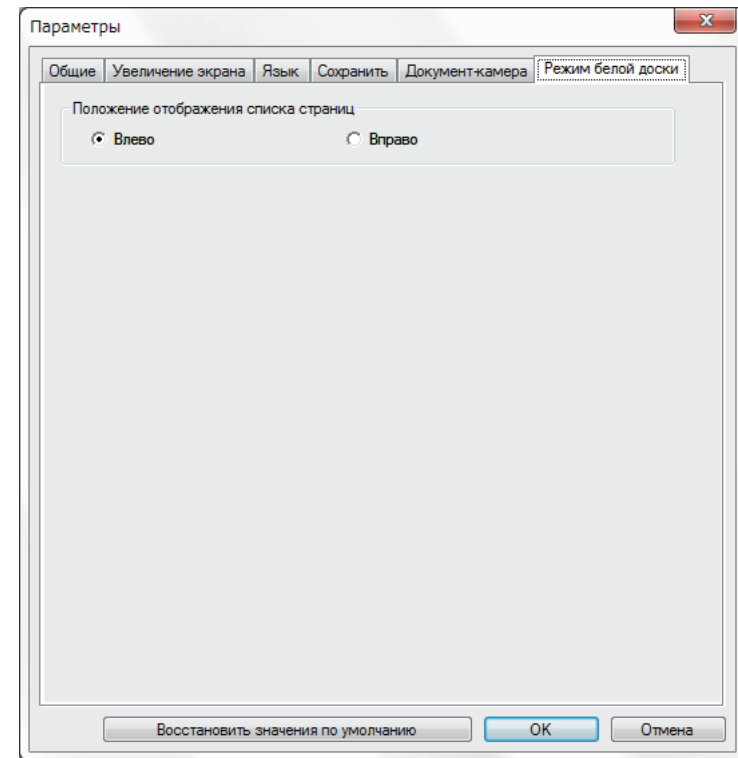 Параметры
Общие Увеличение экрана Язык Сохранить Документ-камера Режим белой доски
Положение отображения списка страниц
Влево Вправо
Восстановить значения по умолчанию OK Отмена